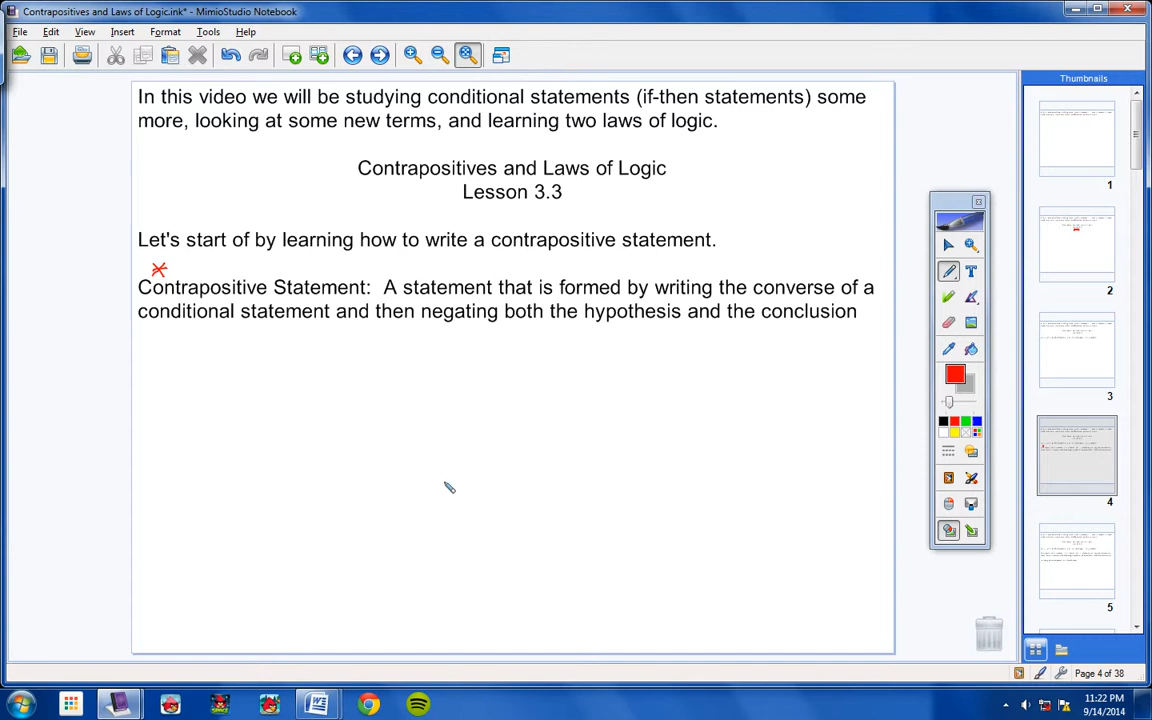 Contrapositives and Laws of Logic.ink* - MimioStudio Notebook
File Edit View Insert Format Tools Help
In this video we will be studying conditional statements (if-then statements) some
more, looking at some new terms, and learning two laws of logic.
Contrapositives and Laws of Logic
Lesson 3.3
Let's start of by learning how to write a contrapositive statement.
Contrapositive Statement: A statement that is formed by writing the converse of a
conditional statement and then negating both the hypothesis and the conclusion
Thumbnails
1
2
3
4
5
Page 4 of 38
11:22 PM
9/14/2014